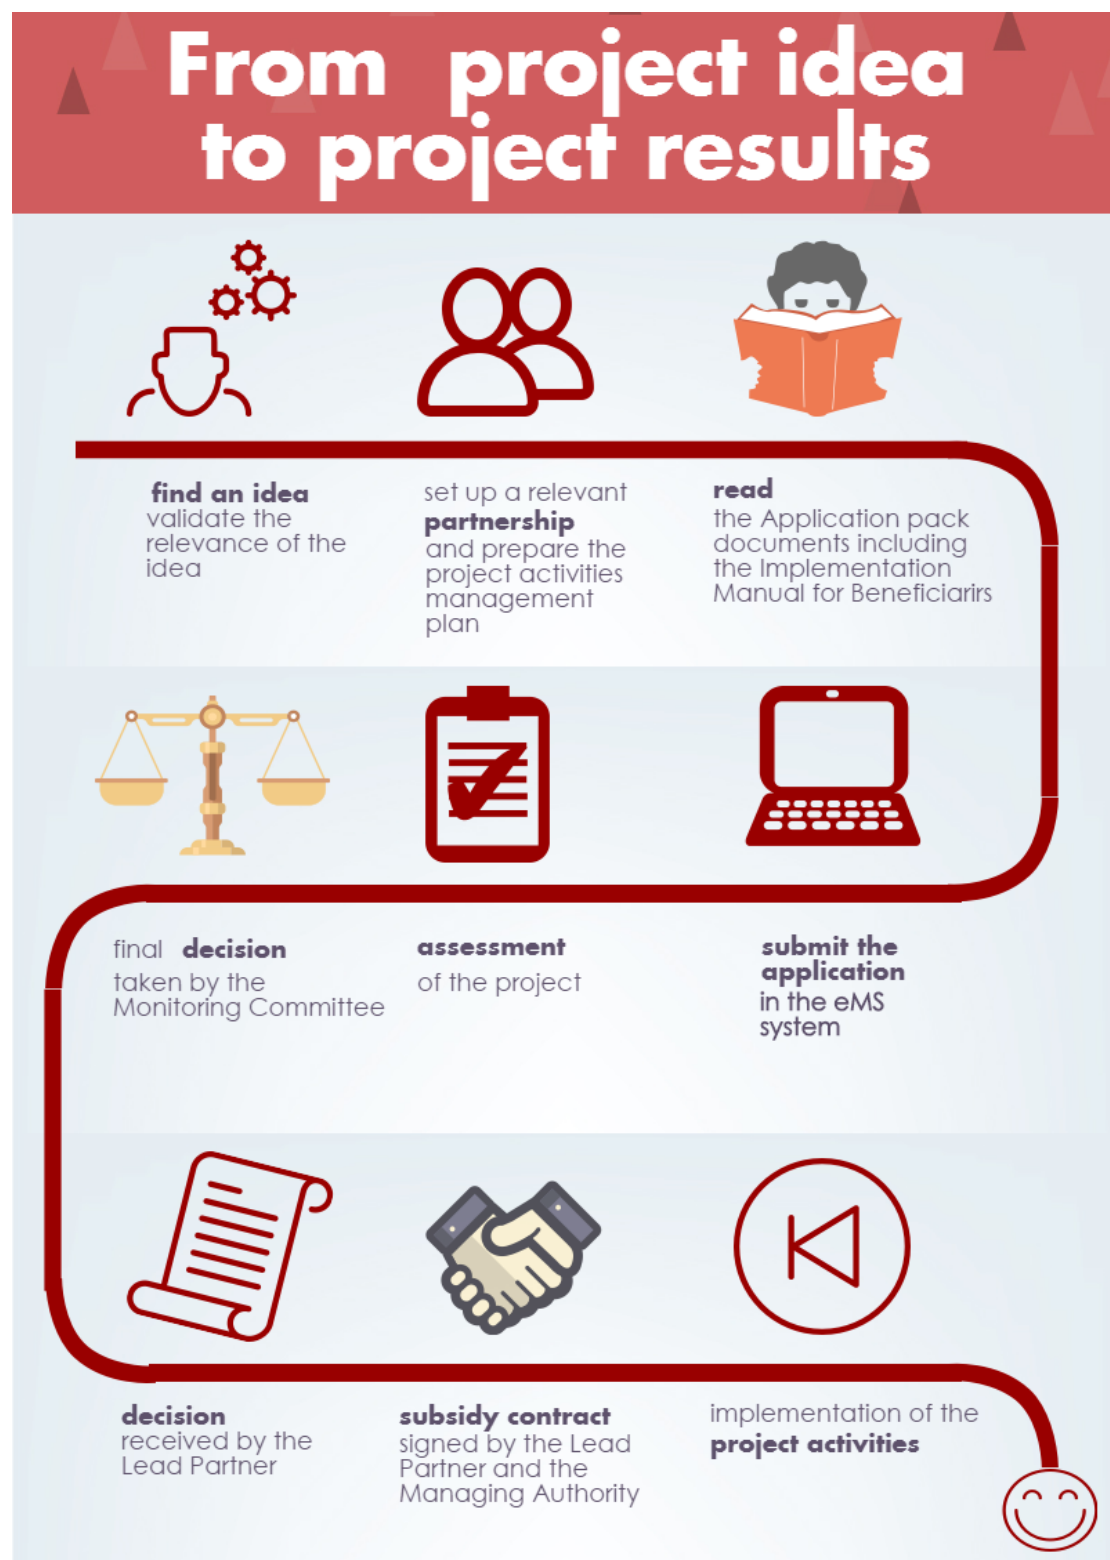 From project idea
to project results
find an idea
validate the
relevance of the
idea
set up a relevant
partnership
and prepare the
project activities
management
plan
read
the Application pack
documents including
the Implementation
Manual for Beneficiarirs
submit the
application
in the eMS
system
assessment
of the project
final decision
taken by the
Monitoring Committee
decision
received by the
Lead Partner
subsidy contract
signed by the Lead
Partner and the
Managing Authority
implementation of the
project activities